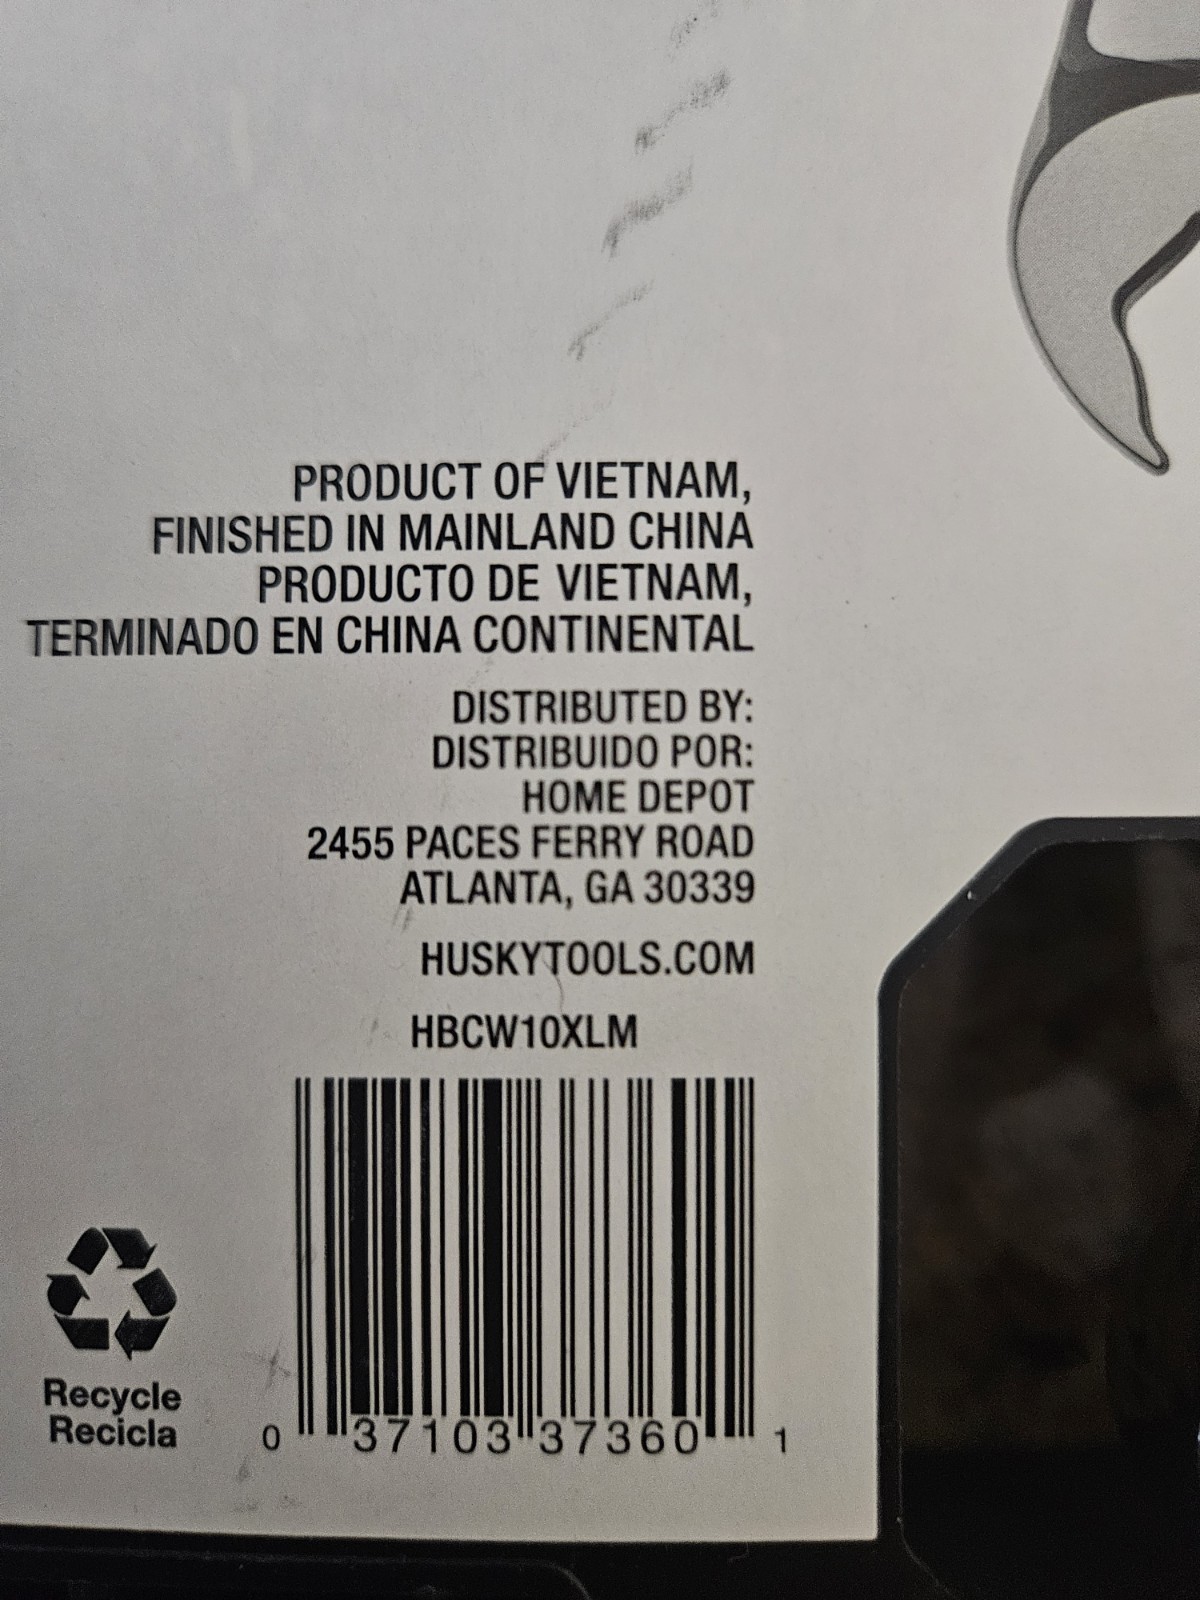 PRODUCT OF VIETNAM,
FINISHED IN MAINLAND CHINA
PRODUCTO DE VIETNAM,
TERMINADO EN CHINA CONTINENTAL
DISTRIBUTED BY:
DISTRIBUIDO POR:
HOME DEPOT
2455 PACES FERRY ROAD
ATLANTA, GA 30339
HUSKYTOOLS.COM
HBCW10XLM
Recycle
Recicla
0 37103 37360 1